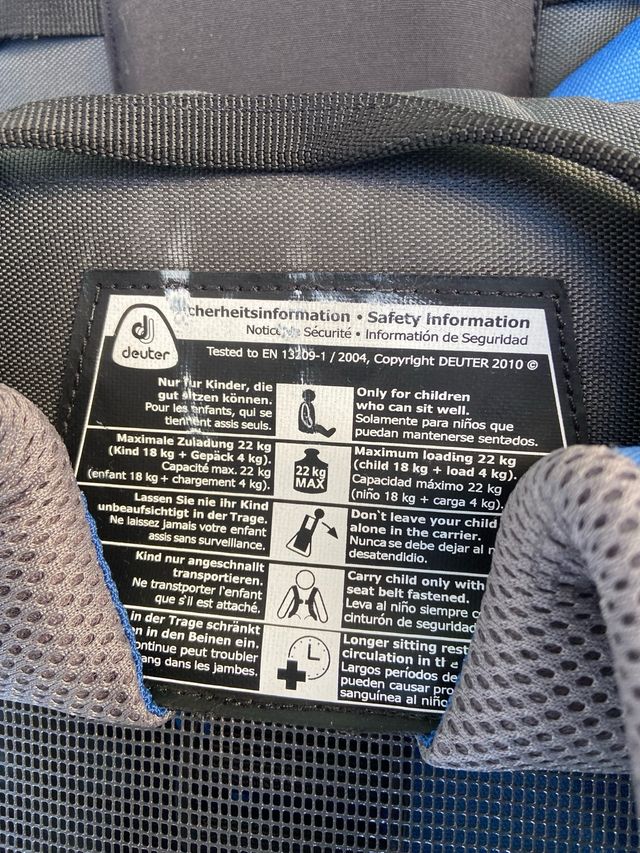 deuter
cherheitsinformation • Safety information
Sécurité • Información de Seguridad
Tested to EN 13209-1 / 2004, Copyright DEUTER 2010 ©
Nur für Kinder, die
gut sitzen können.
Pour les enfants, qui se
tiennent assis seuls.
Only for children
who can sit well.
Solamente para niños que
puedan mantenerse sentados.
Maximale Zuladung 22 kg
(Kind 18 kg + Gepäck 4 kg).
Capacité max. 22 kg
(enfant 18 kg + chargement 4 kg).
22 kg
MAX
Maximum loading 22 kg
(child 18 kg + load 4 kg).
Capacidad máximo 22 kg
(niño 18 kg + carga 4 kg).
Lassen Sie nie ihr Kind
unbeaufsichtigt in der Trage.
Ne laissez jamais votre enfant
assis sans surveillance.
Don`t leave your child
alone in the carrier.
Nunca se debe dejar al n
desatendidio.
Kind nur angeschnallt
transportieren.
Ne transporter l'enfant
que s'il est attaché.
Carry child only with
seat belt fastened.
Leva al niño siempre c
cinturón de seguridad
in der Trage schränkt
n in den Beinen ein.
ontinue peut troubler
ang dans les jambes.
Longer sitting rest
circulation in the
Largos períodos de
pueden causar pro
sanguínea al niño